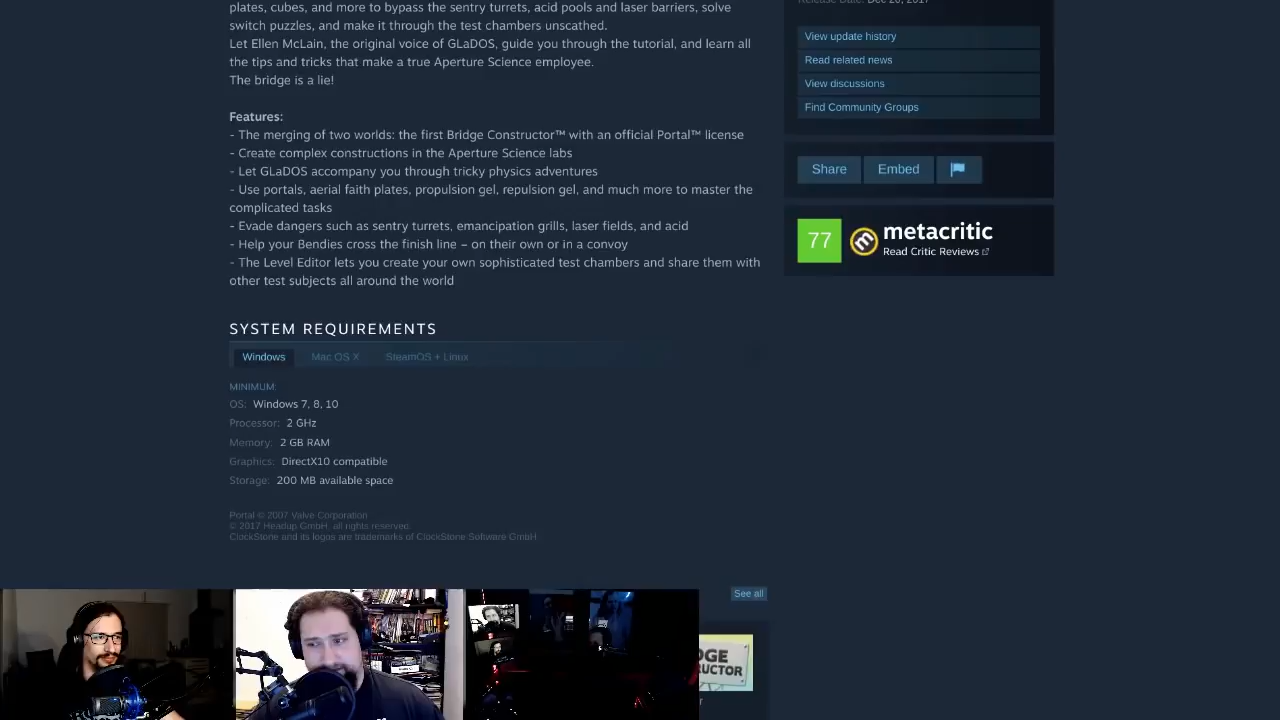 plates, cubes, and more to bypass the sentry turrets, acid pools and laser barriers, solve
switch puzzles, and make it through the test chambers unscathed.
Let Ellen McLain, the original voice of GLaDOS, guide you through the tutorial, and learn all
the tips and tricks that make a true Aperture Science employee.
The bridge is a lie!
Features:
- The merging of two worlds: the first Bridge Constructor™ with an official Portal™ license
- Create complex constructions in the Aperture Science labs
- Let GLaDOS accompany you through tricky physics adventures
- Use portals, aerial faith plates, propulsion gel, repulsion gel, and much more to master the
complicated tasks
- Evade dangers such as sentry turrets, emancipation grills, laser fields, and acid
- Help your Bendies cross the finish line – on their own or in a convoy
- The Level Editor lets you create your own sophisticated test chambers and share them with
other test subjects all around the world
SYSTEM REQUIREMENTS
Windows Mac OS X SteamOS + Linux
MINIMUM:
OS: Windows 7, 8, 10
Processor: 2 GHz
Memory: 2 GB RAM
Graphics: DirectX10 compatible
Storage: 200 MB available space
Portal © 2007 Valve Corporation
© 2017 Headup GmbH, all rights reserved.
ClockStone and its logos are trademarks of ClockStone Software GmbH
Release Date: Dec 20, 2017
View update history
Read related news
View discussions
Find Community Groups
Share Embed
77 metacritic
Read Critic Reviews
See all
DGE
RUCTOR
r